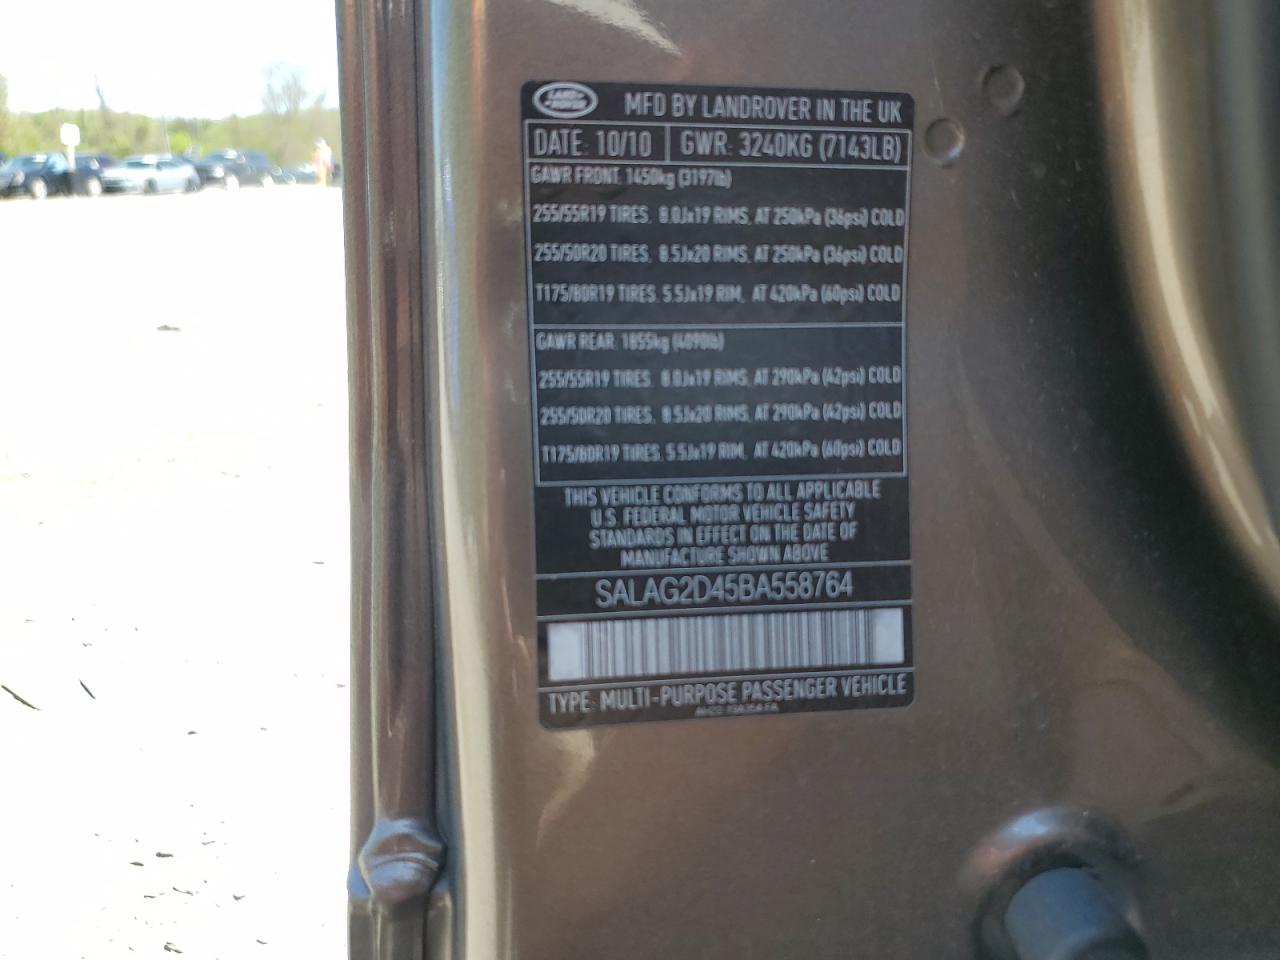 LAND ROVER
MFD BY LANDROVER IN THE UK
DATE: 10/10 GWR: 3240KG (7143LB)
GAWR FRONT. 1450kg (3197lb)
255/55R19 TIRES, 8.0Jx19 RIMS, AT 250kPa (36psi) COLD
255/50R20 TIRES, 8.5Jx20 RIMS, AT 250kPa (36psi) COLD
T175/80R19 TIRES, 5.5Jx19 RIM, AT 420kPa (60psi) COLD
GAWR REAR. 1855kg (4090lb)
255/55R19 TIRES, 8.0Jx19 RIMS, AT 290kPa (42psi) COLD
255/50R20 TIRES, 8.5Jx20 RIMS, AT 290kPa (42psi) COLD
T175/80R19 TIRES, 5.5Jx19 RIM, AT 420kPa (60psi) COLD
THIS VEHICLE CONFORMS TO ALL APPLICABLE
U.S. FEDERAL MOTOR VEHICLE SAFETY
STANDARDS IN EFFECT ON THE DATE OF
MANUFACTURE SHOWN ABOVE
SALAG2D45BA558764
TYPE: MULTI-PURPOSE PASSENGER VEHICLE